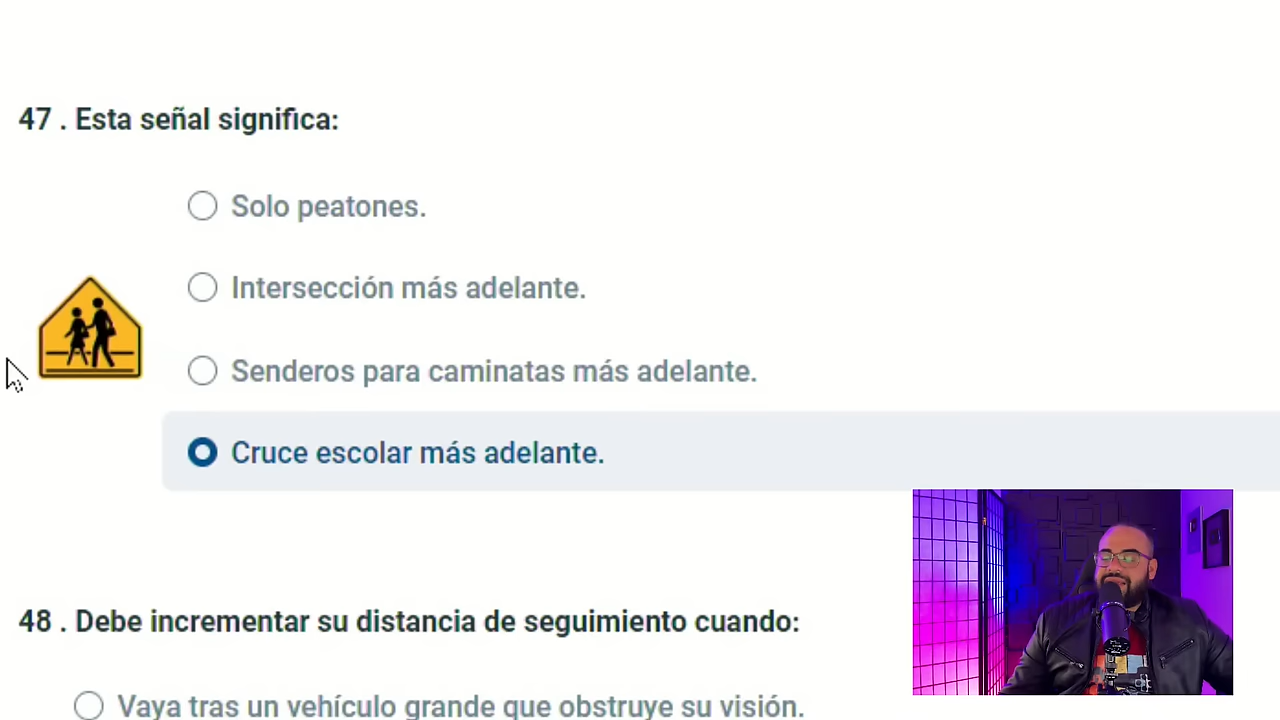 47 . Esta señal significa:
Solo peatones.
Intersección más adelante.
Senderos para caminatas más adelante.
Cruce escolar más adelante.
48 . Debe incrementar su distancia de seguimiento cuando:
Vaya tras un vehículo grande que obstruye su visión.